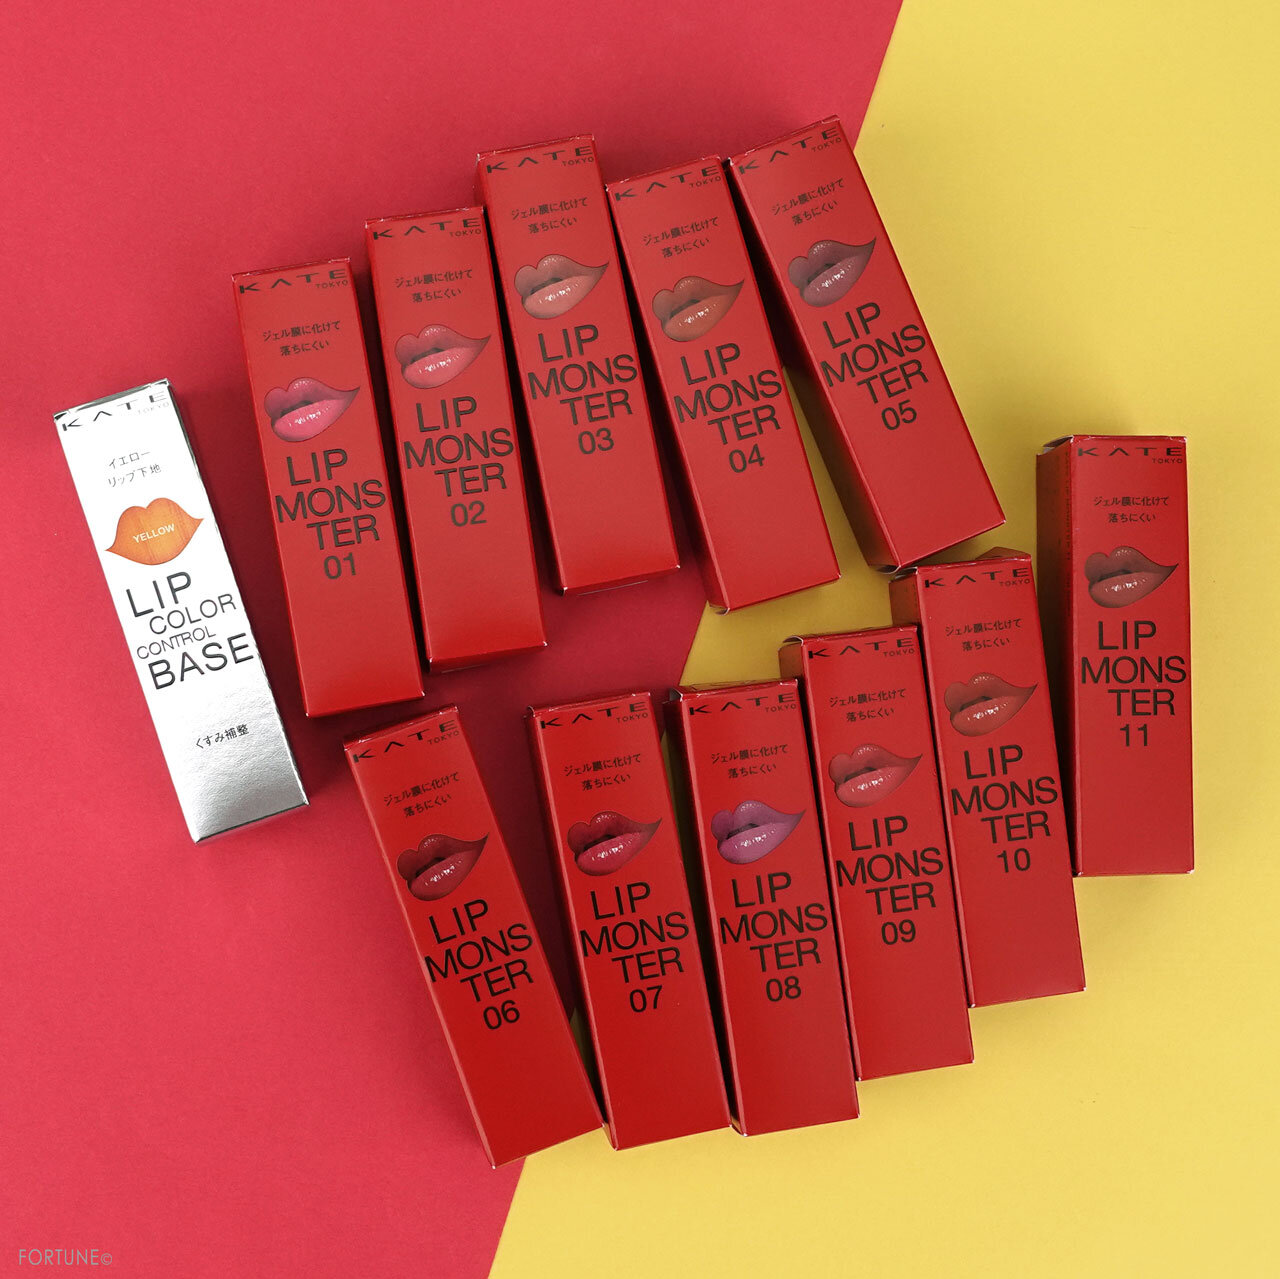 KATE
TOKYO
イエロー
リップ下地
YELLOW
LIP
COLOR
CONTROL
BASE
くすみ補整
KATE
TOKYO
ジェル膜に化けて
落ちにくい
LIP
MONS
TER
01
KATE
TOKYO
ジェル膜に化けて
落ちにくい
LIP
MONS
TER
02
KATE
TOKYO
ジェル膜に化けて
落ちにくい
LIP
MONS
TER
03
KATE
TOKYO
ジェル膜に化けて
落ちにくい
LIP
MONS
TER
04
KATE
TOKYO
ジェル膜に化けて
落ちにくい
LIP
MONS
TER
05
KATE
TOKYO
ジェル膜に化けて
落ちにくい
LIP
MONS
TER
06
KATE
TOKYO
ジェル膜に化けて
落ちにくい
LIP
MONS
TER
07
KATE
TOKYO
ジェル膜に化けて
落ちにくい
LIP
MONS
TER
08
KATE
TOKYO
ジェル膜に化けて
落ちにくい
LIP
MONS
TER
09
KATE
TOKYO
ジェル膜に化けて
落ちにくい
LIP
MONS
TER
10
KATE
TOKYO
ジェル膜に化けて
落ちにくい
LIP
MONS
TER
11
FORTUNE©